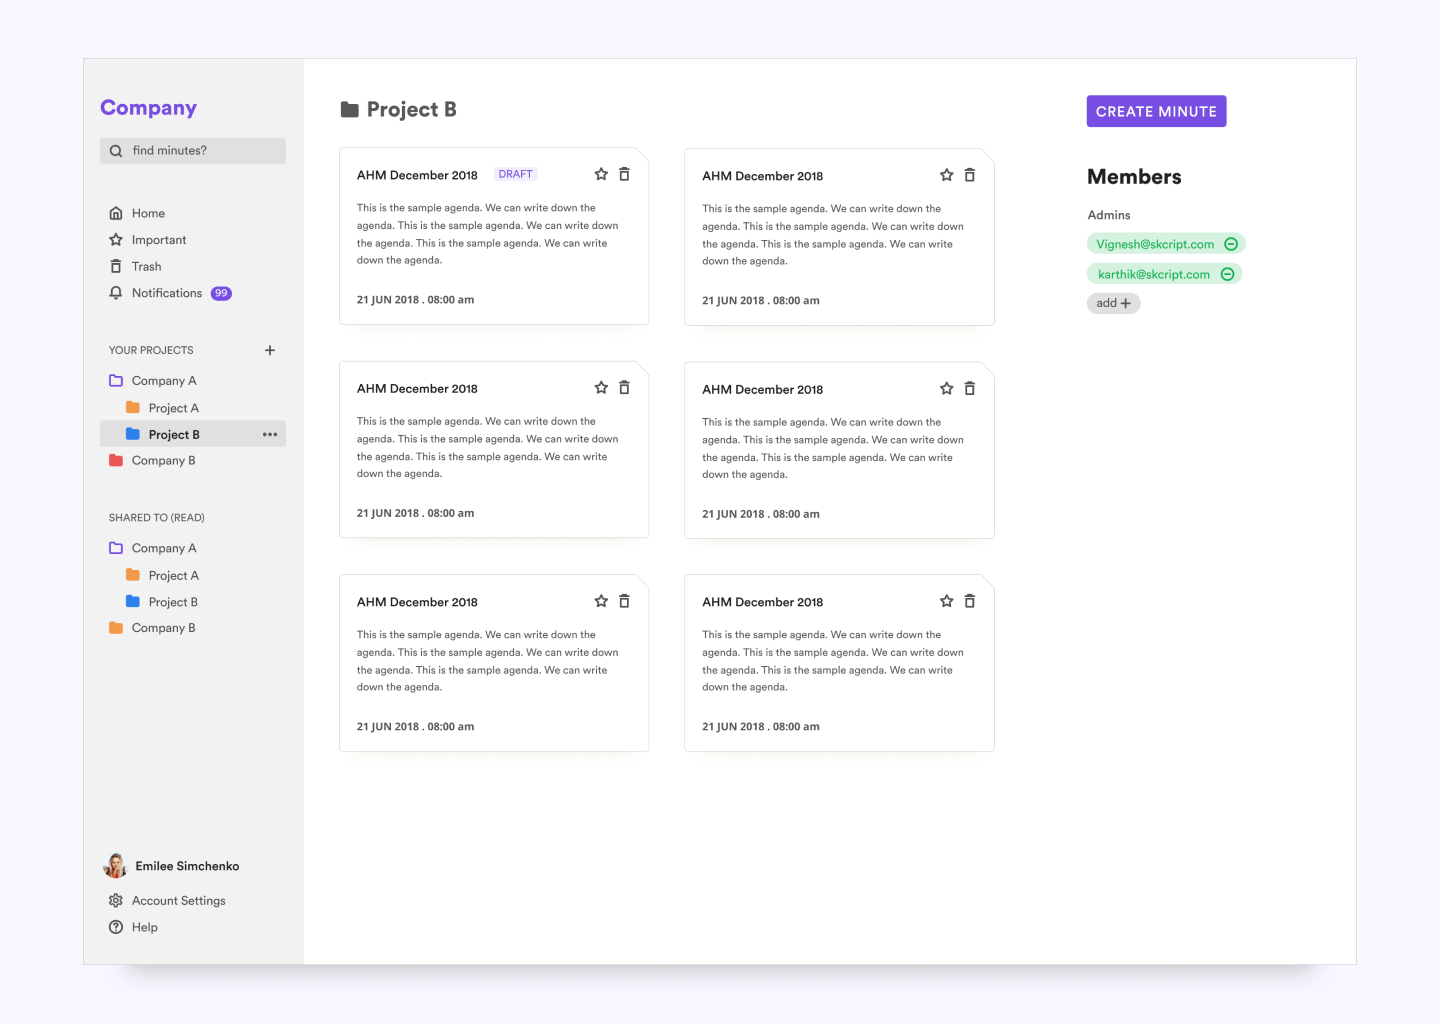 Company
find minutes?
Home
Important
Trash
Notifications 99
YOUR PROJECTS
Company A
Project A
Project B
Company B
SHARED TO (READ)
Company A
Project A
Project B
Company B
Emilee Simchenko
Account Settings
Help
Project B
AHM December 2018 DRAFT
This is the sample agenda. We can write down the
agenda. This is the sample agenda. We can write down
the agenda. This is the sample agenda. We can write
down the agenda.
21 JUN 2018 . 08:00 am
AHM December 2018
This is the sample agenda. We can write down the
agenda. This is the sample agenda. We can write down
the agenda. This is the sample agenda. We can write
down the agenda.
21 JUN 2018 . 08:00 am
AHM December 2018
This is the sample agenda. We can write down the
agenda. This is the sample agenda. We can write down
the agenda. This is the sample agenda. We can write
down the agenda.
21 JUN 2018 . 08:00 am
AHM December 2018
This is the sample agenda. We can write down the
agenda. This is the sample agenda. We can write down
the agenda. This is the sample agenda. We can write
down the agenda.
21 JUN 2018 . 08:00 am
AHM December 2018
This is the sample agenda. We can write down the
agenda. This is the sample agenda. We can write down
the agenda. This is the sample agenda. We can write
down the agenda.
21 JUN 2018 . 08:00 am
AHM December 2018
This is the sample agenda. We can write down the
agenda. This is the sample agenda. We can write down
the agenda. This is the sample agenda. We can write
down the agenda.
21 JUN 2018 . 08:00 am
CREATE MINUTE
Members
Admins
Vignesh@skcript.com
karthik@skcript.com
add